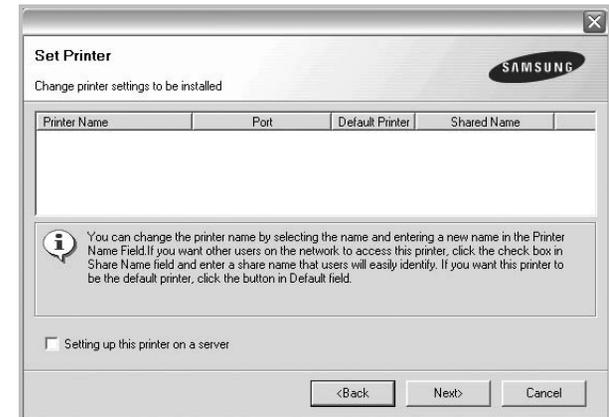 Set Printer
SAMSUNG
Change printer settings to be installed
Printer Name Port Default Printer Shared Name
You can change the printer name by selecting the name and entering a new name in the Printer
Name Field.If you want other users on the network to access this printer, click the check box in
Share Name field and enter a share name that users will easily identify. If you want this printer to
be the default printer, click the button in Default field.
Setting up this printer on a server
<Back Next> Cancel